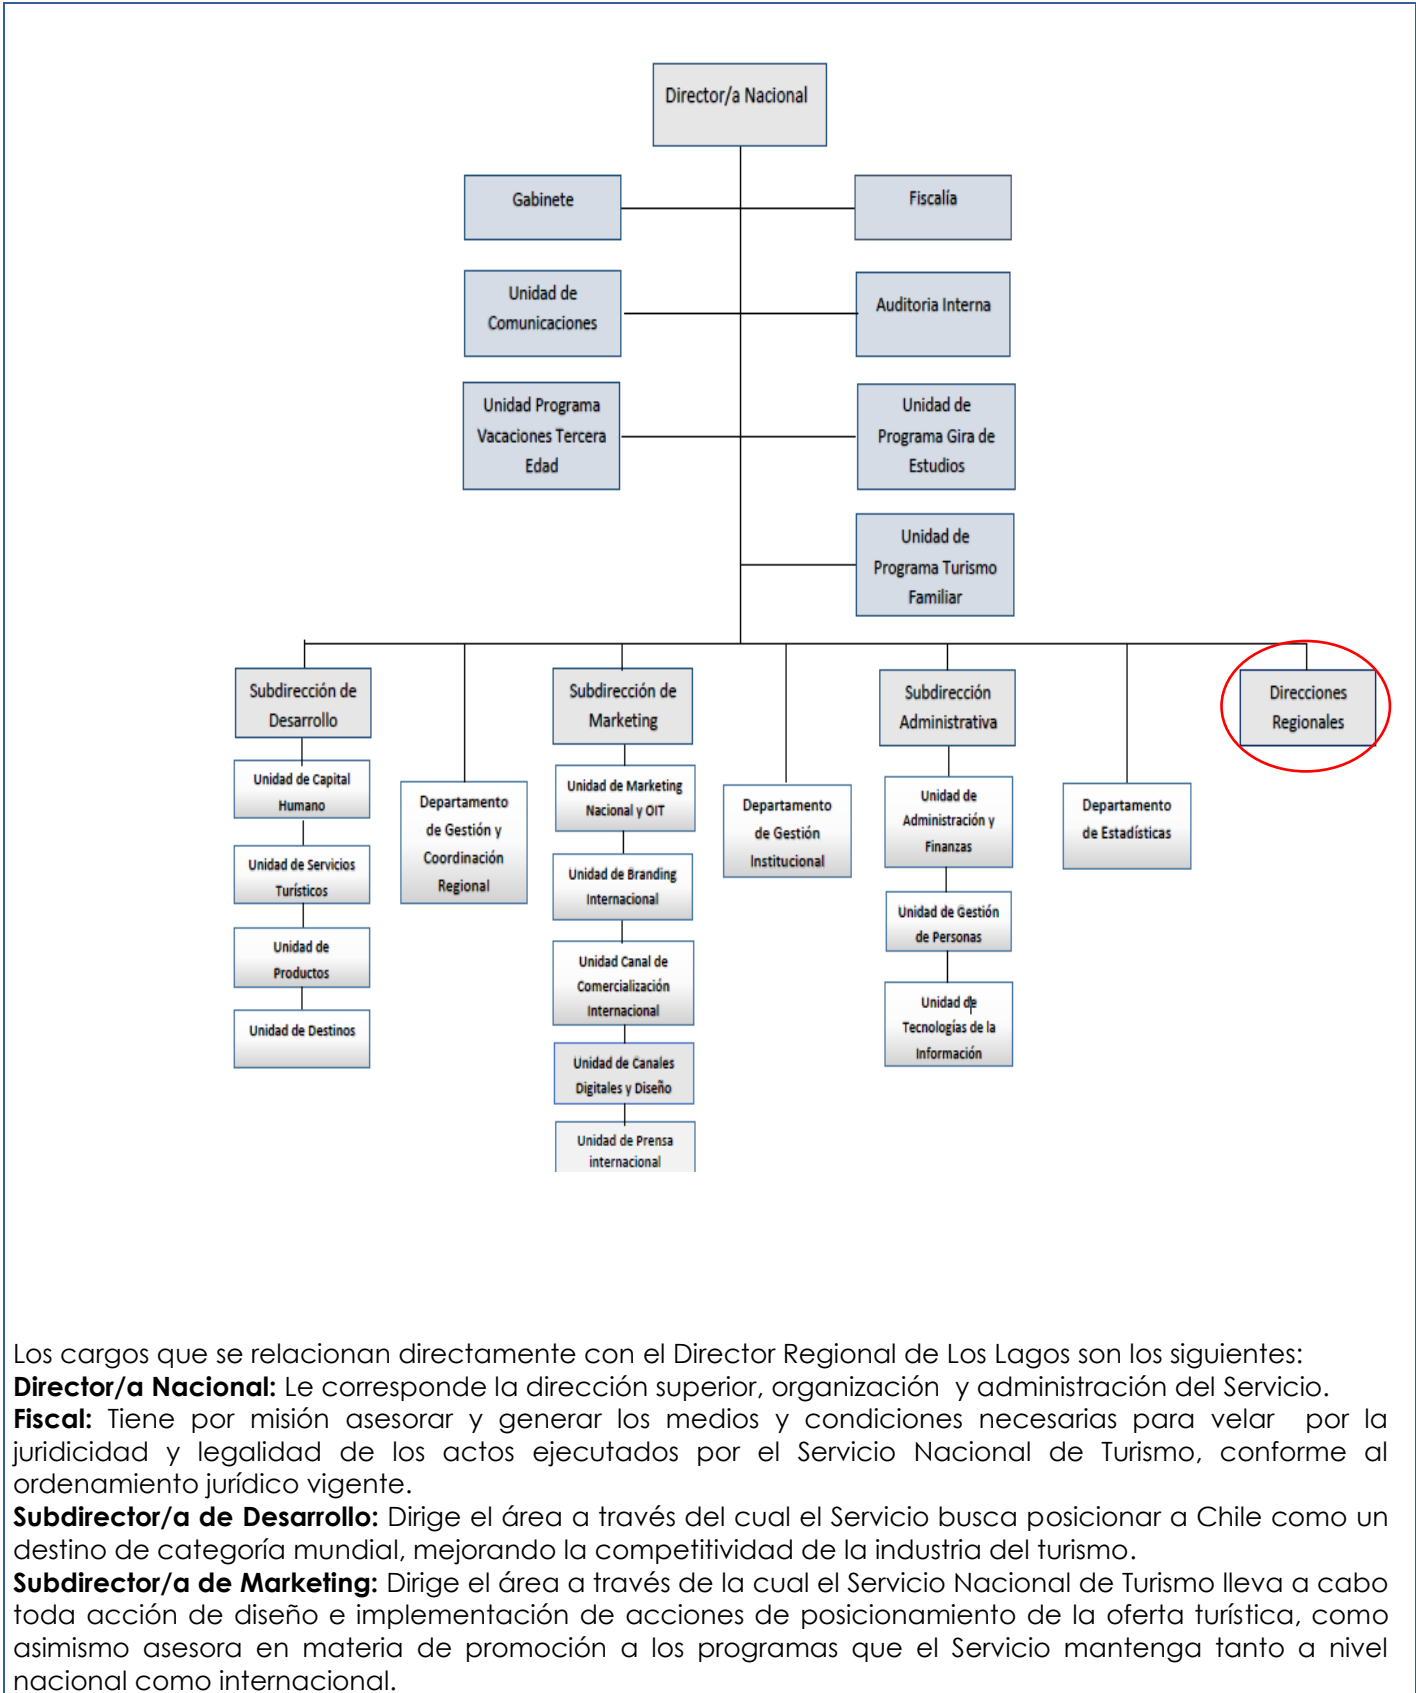 Director/a Nacional
Gabinete
Fiscalía
Unidad de
Comunicaciones
Auditoria Interna
Unidad Programa
Vacaciones Tercera
Edad
Unidad de
Programa Gira de
Estudios
Unidad de
Programa Turismo
Familiar
Subdirección de
Desarrollo
Unidad de Capital
Humano
Unidad de Servicios
Turísticos
Unidad de
Productos
Unidad de Destinos
Departamento
de Gestión y
Coordinación
Regional
Subdirección de
Marketing
Unidad de Marketing
Nacional y OIT
Unidad de Branding
Internacional
Unidad Canal de
Comercialización
Internacional
Unidad de Canales
Digitales y Diseño
Unidad de Prensa
internacional
Departamento
de Gestión
Institucional
Subdirección
Administrativa
Unidad de
Administración y
Finanzas
Unidad de Gestión
de Personas
Unidad de
Tecnologías de la
Información
Departamento
de Estadísticas
Direcciones
Regionales
Los cargos que se relacionan directamente con el Director Regional de Los Lagos son los siguientes:
Director/a Nacional: Le corresponde la dirección superior, organización y administración del Servicio.
Fiscal: Tiene por misión asesorar y generar los medios y condiciones necesarias para velar por la
juridicidad y legalidad de los actos ejecutados por el Servicio Nacional de Turismo, conforme al
ordenamiento jurídico vigente.
Subdirector/a de Desarrollo: Dirige el área a través del cual el Servicio busca posicionar a Chile como un
destino de categoría mundial, mejorando la competitividad de la industria del turismo.
Subdirector/a de Marketing: Dirige el área a través de la cual el Servicio Nacional de Turismo lleva a cabo
toda acción de diseño e implementación de acciones de posicionamiento de la oferta turística, como
asimismo asesora en materia de promoción a los programas que el Servicio mantenga tanto a nivel
nacional como internacional.